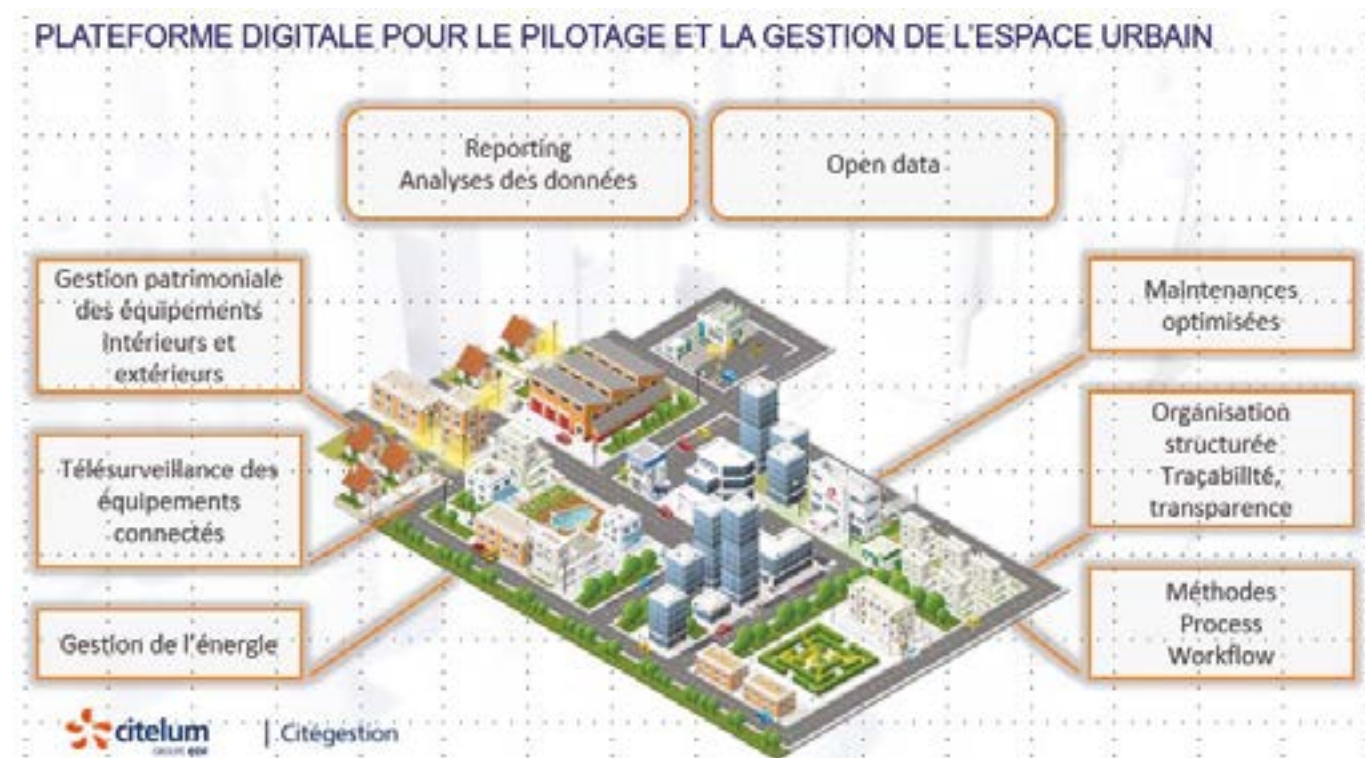 PLATEFORME DIGITALE POUR LE PILOTAGE ET LA GESTION DE L'ESPACE URBAIN
Reporting
Analyses des données
Open data
Gestion patrimoniale
des équipements
intérieurs et
extérieurs
Télésurveillance des
équipements
connectés
Gestion de l'énergie
Maintenances
optimisées
Organisation
structurée
Traçabilité,
transparence
Méthodes
Process
Workflow
citelum
GROUPE EDF
| Citégestion